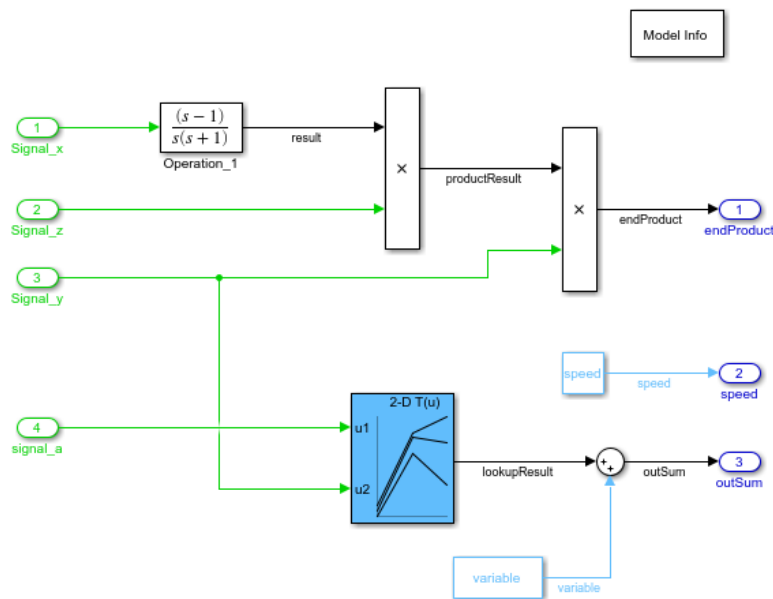 Model Info
1
Signal_x
(s − 1)
s(s + 1)
Operation_1
result
×
productResult
2
Signal_z
×
endProduct
1
endProduct
3
Signal_y
speed
speed
2
speed
4
signal_a
2-D T(u)
u1
u2
lookupResult
++
outSum
3
outSum
variable
variable